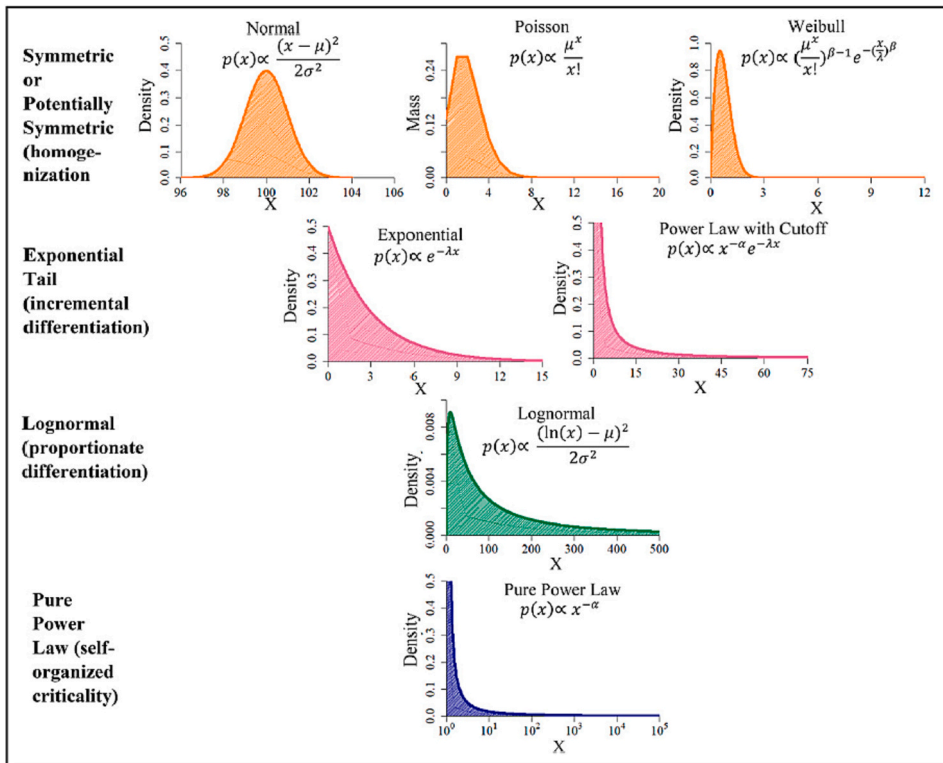 Symmetric
or
Potentially
Symmetric
(homoge-
nization
Normal
p(x)∝ (x − μ)²
2σ²
Density
0.5
0.4
0.3
0.2
0.1
0.0
96 98 100 102 104 106
X
Poisson
p(x)∝ μˣ
x!
Mass
0.24
0.12
0.00
0 4 8 12 16 20
X
Weibull
p(x)∝ (μˣ/x!)^β−1 e^−(x/λ)β
Density
1.0
0.8
0.6
0.4
0.2
0.0
0 3 6 9 12
X
Exponential
Tail
(incremental
differentiation)
Exponential
p(x)∝ e^−λx
Density
0.5
0.4
0.3
0.2
0.1
0.0
0 3 6 9 12 15
X
Power Law with Cutoff
p(x)∝ x^−α e^−λx
Density
0.5
0.4
0.3
0.2
0.1
0.0
0 15 30 45 60 75
X
Lognormal
(proportionate
differentiation)
Lognormal
p(x)∝ (ln(x) − μ)²
2σ²
Density
0.008
0.004
0.000
0 100 200 300 400 500
X
Pure
Power
Law (self-
organized
criticality)
Pure Power Law
p(x)∝ x^−α
Density
0.5
0.4
0.3
0.2
0.1
0.0
10⁰ 10¹ 10² 10³ 10⁴ 10⁵
X